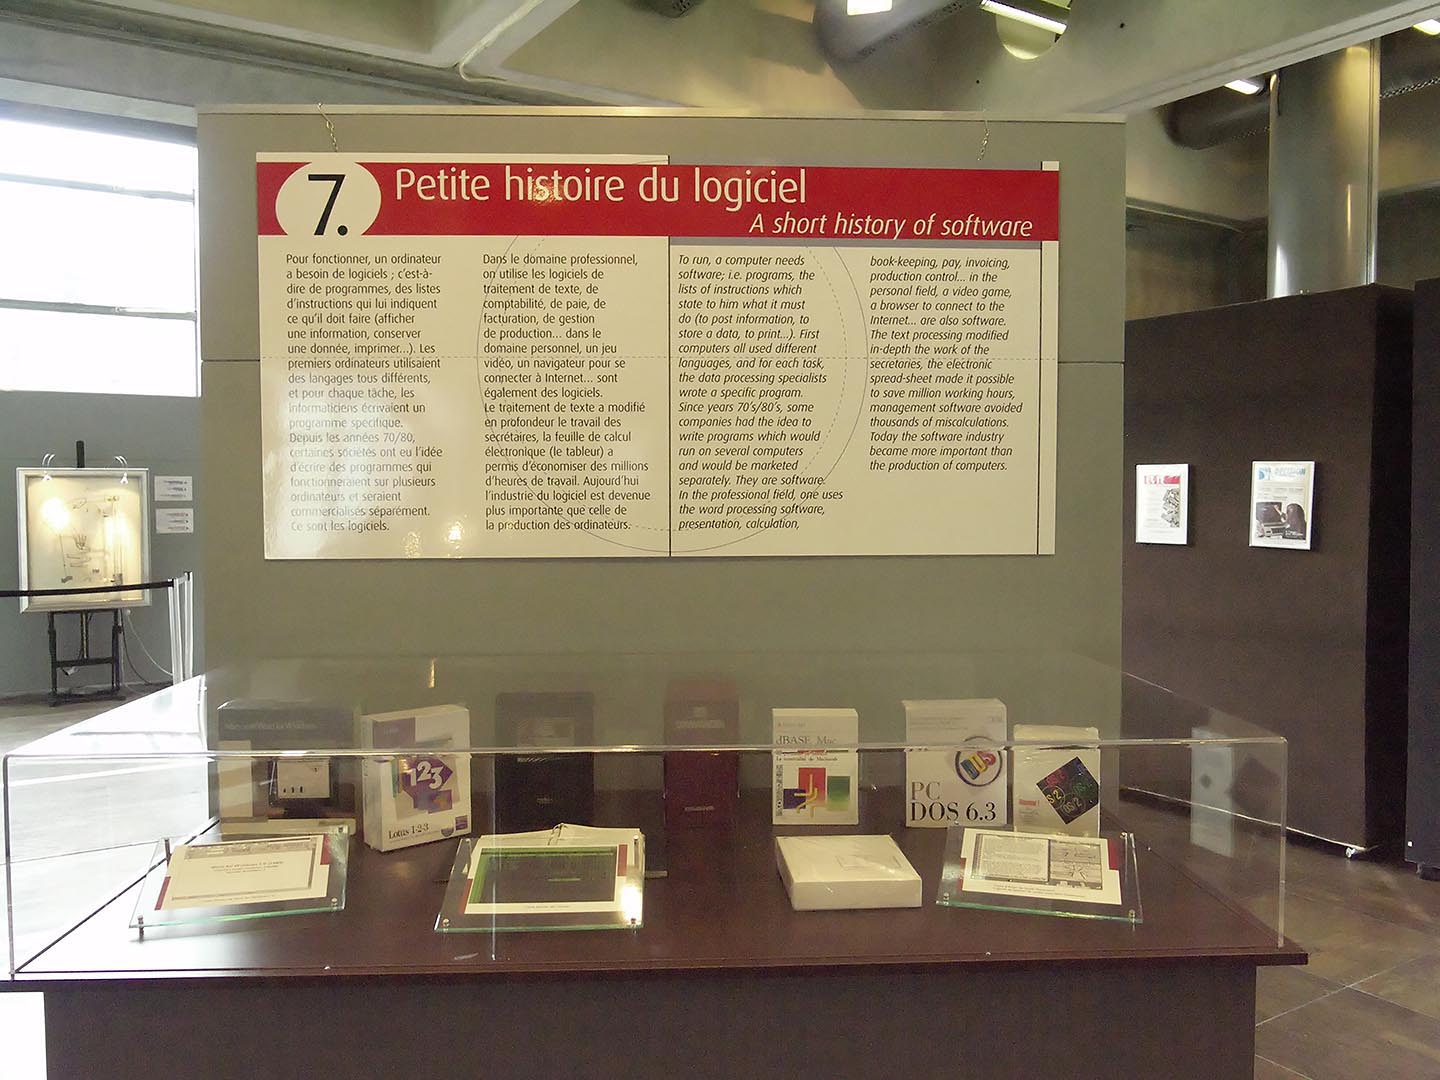 7.
Petite histoire du logiciel
A short history of software
Pour fonctionner, un ordinateur
a besoin de logiciels ; c'est-à-
dire de programmes, des listes
d'instructions qui lui indiquent
ce qu'il doit faire (afficher
une information, conserver
une donnée, imprimer...). Les
premiers ordinateurs utilisaient
des langages tous différents,
et pour chaque tâche, les
informaticiens écrivaient un
programme spécifique.
Depuis les années 70/80,
certaines sociétés ont eu l'idée
d'écrire des programmes qui
fonctionneraient sur plusieurs
ordinateurs et seraient
commercialisés séparément.
Ce sont les logiciels.
Dans le domaine professionnel,
on utilise les logiciels de
traitement de texte, de
comptabilité, de paie, de
facturation, de gestion
de production... dans le
domaine personnel, un jeu
vidéo, un navigateur pour se
connecter à Internet... sont
également des logiciels.
Le traitement de texte a modifié
en profondeur le travail des
secrétaires, la feuille de calcul
électronique (le tableur) a
permis d'économiser des millions
d'heures de travail. Aujourd'hui
l'industrie du logiciel est devenue
plus importante que celle de
la production des ordinateurs.
To run, a computer needs
software; i.e. programs, the
lists of instructions which
state to him what it must
do (to post information, to
store a data, to print...). First
computers all used different
languages, and for each task,
the data processing specialists
wrote a specific program.
Since years 70's/80's, some
companies had the idea to
write programs which would
run on several computers
and would be marketed
separately. They are software.
In the professional field, one uses
the word processing software,
presentation, calculation,
book-keeping, pay, invoicing,
production control... in the
personal field, a video game,
a browser to connect to the
Internet... are also software.
The text processing modified
in-depth the work of the
secretaries, the electronic
spread-sheet made it possible
to save million working hours,
management software avoided
thousands of miscalculations.
Today the software industry
became more important than
the production of computers.
123
Lotus 1-2-3
dBASE Mac
DOS
PC
DOS 6.3
OS/2
OS/2